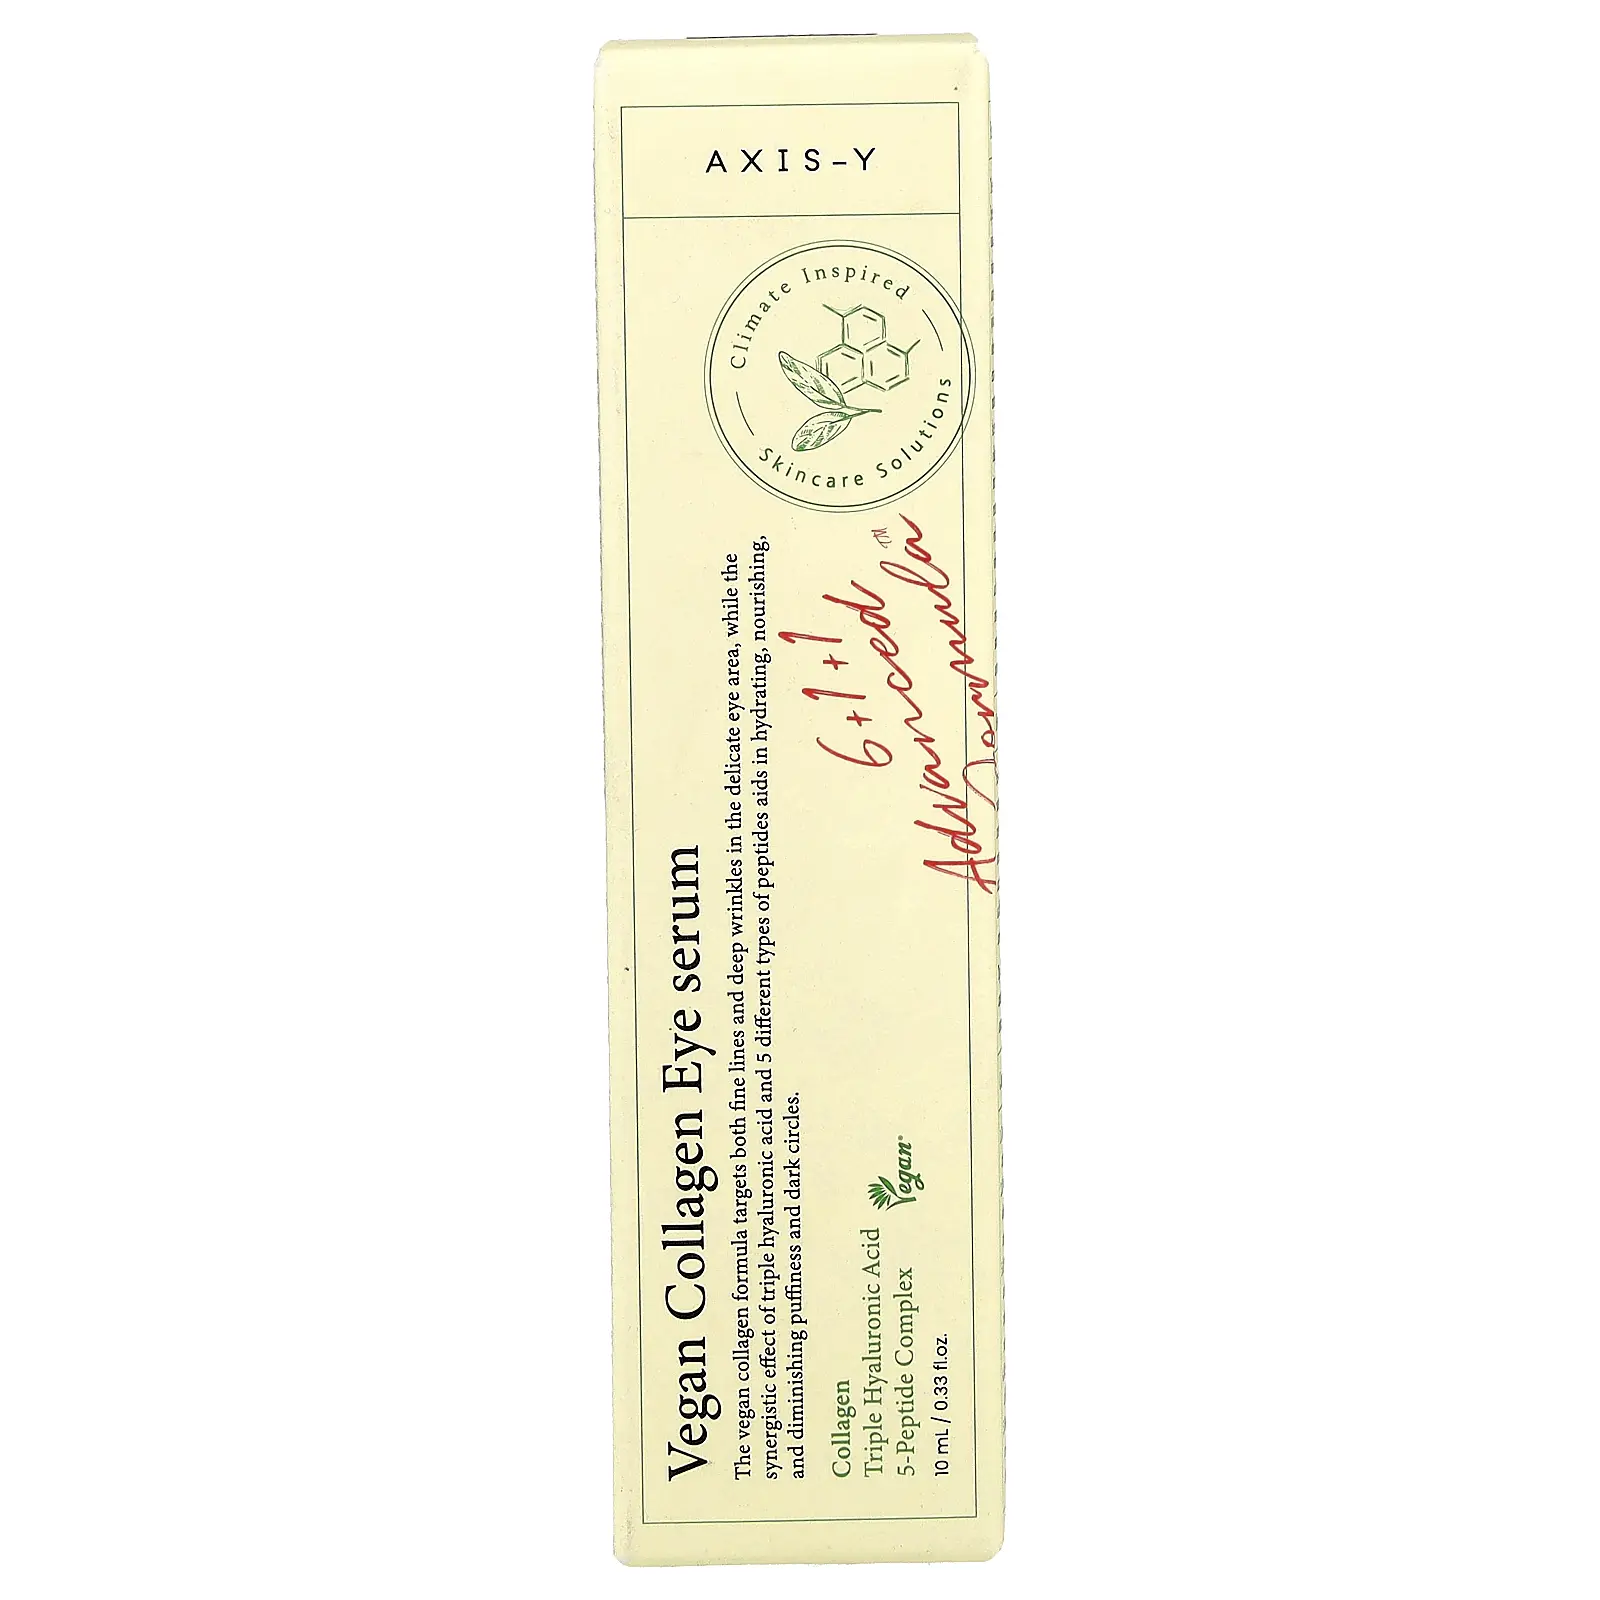 AXIS-Y
Climate Inspired
Skincare Solutions
Vegan Collagen Eye serum
The vegan collagen formula targets both fine lines and deep wrinkles in the delicate eye area, while the
synergistic effect of triple hyaluronic acid and 5 different types of peptides aids in hydrating, nourishing,
and diminishing puffiness and dark circles.
6+1+1
Advanced
formula™
Collagen
Triple Hyaluronic Acid
5-Peptide Complex
Vegan®
10 mL / 0.33 fl.oz.